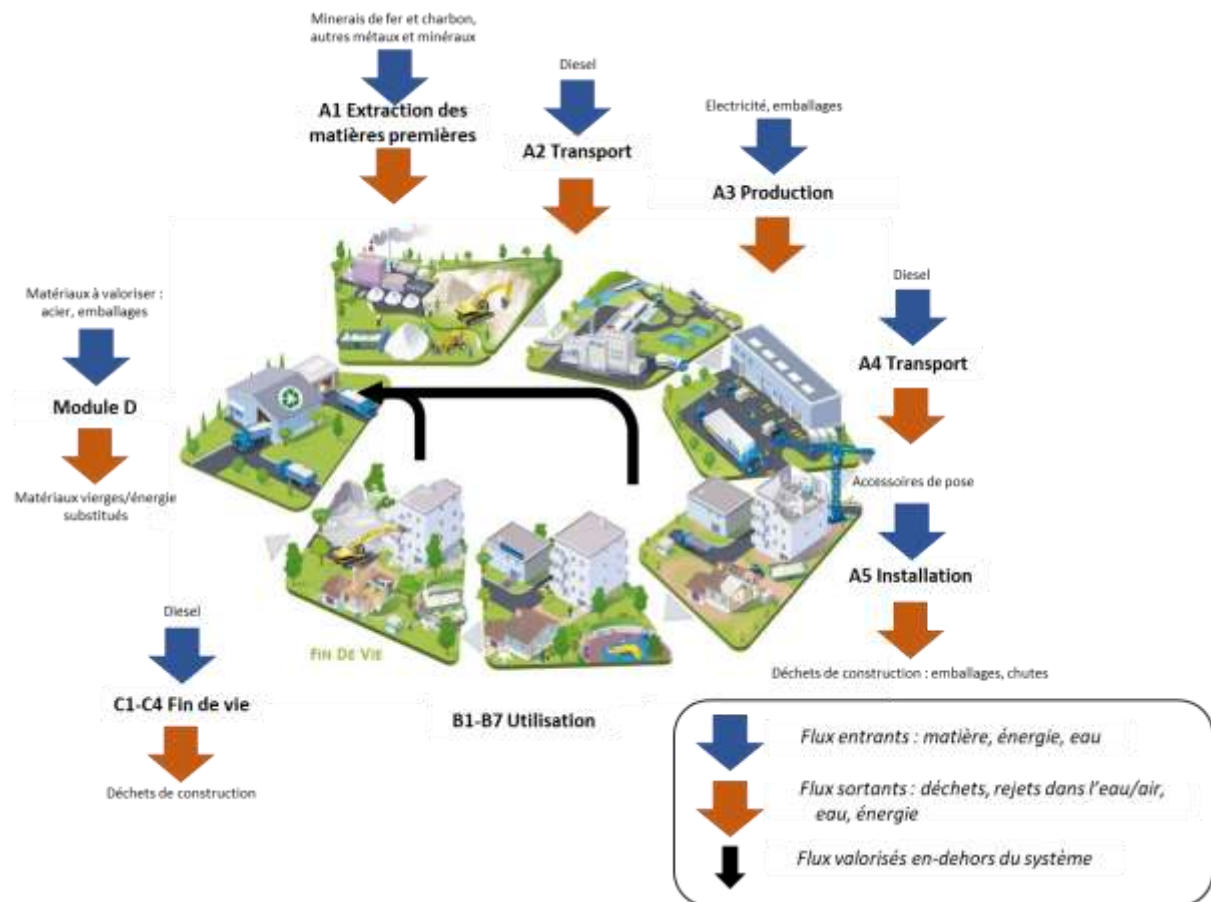 Minerais de fer et charbon,
autres métaux et minéraux
A1 Extraction des
matières premières
Diesel
A2 Transport
Electricité, emballages
A3 Production
Diesel
A4 Transport
Accessoires de pose
A5 Installation
Déchets de construction : emballages, chutes
Matériaux à valoriser :
acier, emballages
Module D
Matériaux vierges/énergie
substitués
FIN DE VIE
Diesel
C1-C4 Fin de vie
Déchets de construction
B1-B7 Utilisation
Flux entrants : matière, énergie, eau
Flux sortants : déchets, rejets dans l'eau/air,
eau, énergie
Flux valorisés en-dehors du système